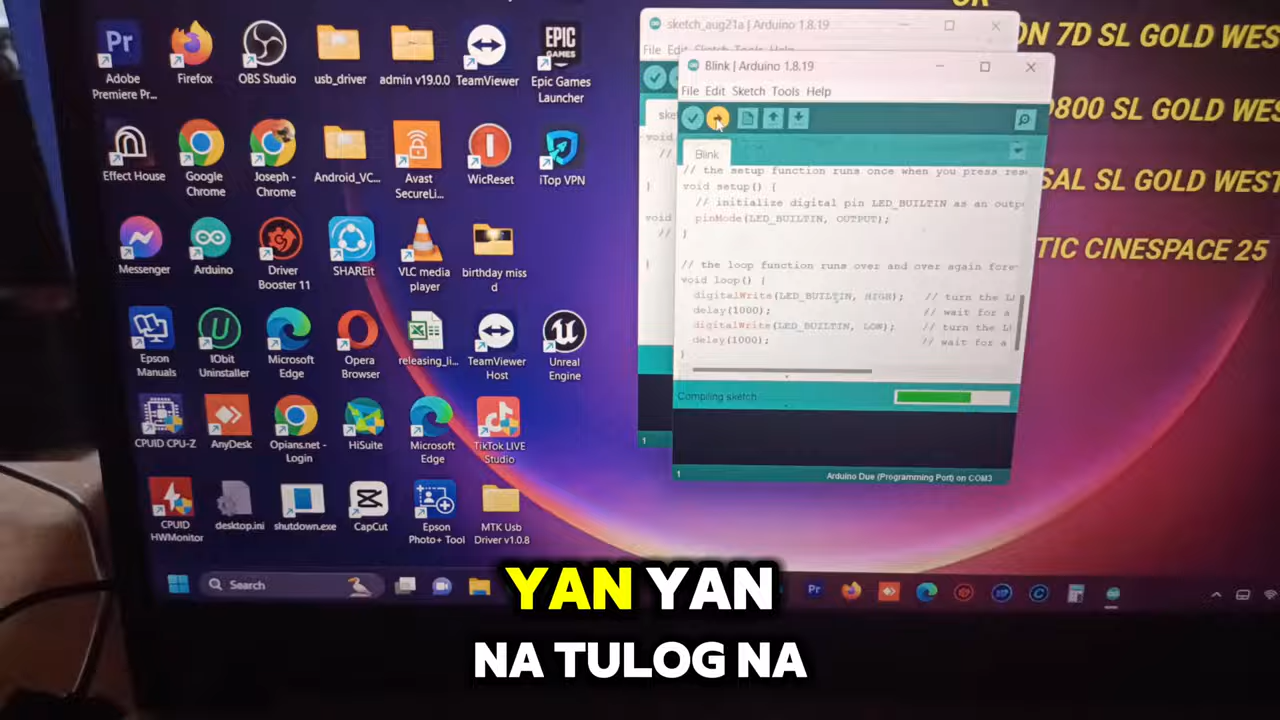 Adobe
Premiere Pr...
Firefox
OBS Studio
usb_driver
admin v19.0.0
TeamViewer
EPIC
GAMES
Epic Games
Launcher
Effect House
Google
Chrome
Joseph -
Chrome
Android_VC...
Avast
SecureLi...
WicReset
iTop VPN
Messenger
Arduino
Driver
Booster 11
SHAREit
VLC media
player
birthday miss
d
Epson
Manuals
IObit
Uninstaller
Microsoft
Edge
Opera
Browser
releasing_li...
TeamViewer
Host
Unreal
Engine
CPUID CPU-Z
AnyDesk
Opians.net -
Login
HiSuite
Microsoft
Edge
TikTok LIVE
Studio
CPUID
HWMonitor
desktop.ini
shutdown.exe
CapCut
Epson
Photo+ Tool
MTK Usb
Driver v1.0.8
sketch_aug21a | Arduino 1.8.19
File Edit Sketch Tools Help
Blink | Arduino 1.8.19
File Edit Sketch Tools Help
Blink
// the setup function runs once when you press res
void setup() {
// initialize digital pin LED_BUILTIN as an outp
pinMode(LED_BUILTIN, OUTPUT);
}
// the loop function runs over and over again fore
void loop() {
digitalWrite(LED_BUILTIN, HIGH); // turn the L
delay(1000); // wait for a
digitalWrite(LED_BUILTIN, LOW); // turn the L
delay(1000); // wait for a
}
Compiling sketch
1
Arduino Due (Programming Port) on COM3
1
OR
ON 7D SL GOLD WES
D800 SL GOLD WES
SAL SL GOLD WEST
TIC CINESPACE 25
Search
YAN YAN
NA TULOG NA